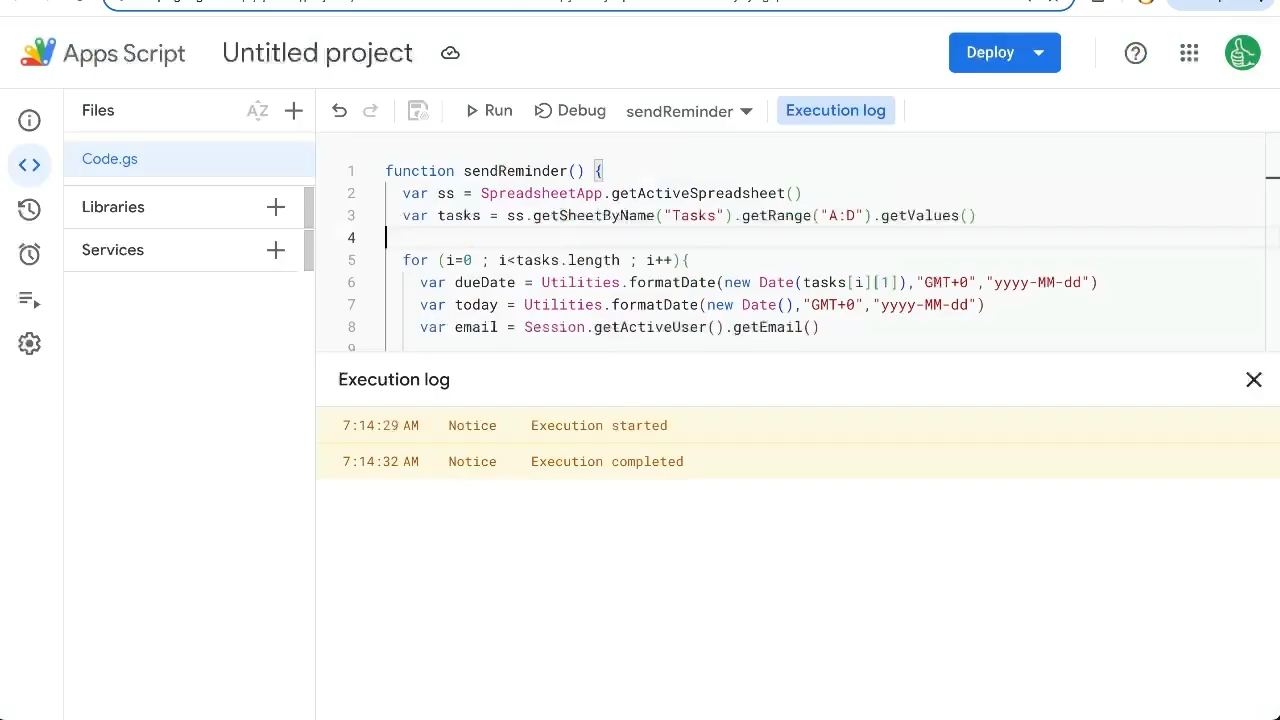 Apps Script
Untitled project
Deploy
Files
AZ
Run
Debug
sendReminder
Execution log
Code.gs
Libraries
Services
1 function sendReminder() {
2 var ss = SpreadsheetApp.getActiveSpreadsheet()
3 var tasks = ss.getSheetByName("Tasks").getRange("A:D").getValues()
4
5 for (i=0 ; i<tasks.length ; i++){
6 var dueDate = Utilities.formatDate(new Date(tasks[i][1]),"GMT+0","yyyy-MM-dd")
7 var today = Utilities.formatDate(new Date(),"GMT+0","yyyy-MM-dd")
8 var email = Session.getActiveUser().getEmail()
9
Execution log
7:14:29 AM Notice Execution started
7:14:32 AM Notice Execution completed